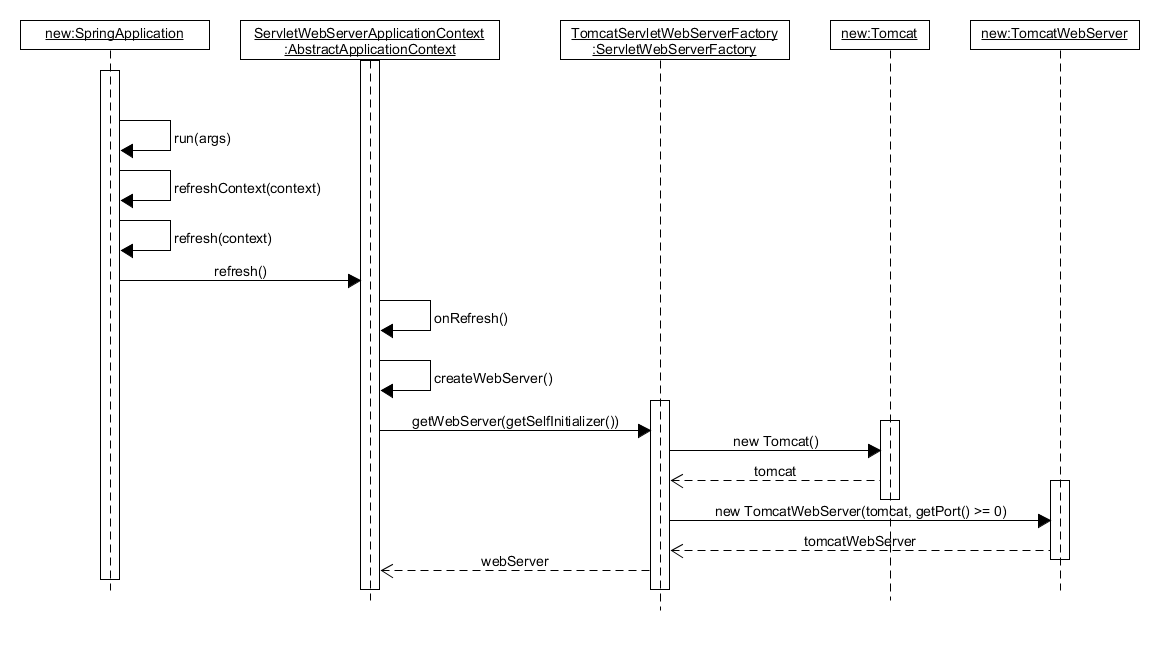 new:SpringApplication
ServletWebServerApplicationContext
:AbstractApplicationContext
TomcatServletWebServerFactory
:ServletWebServerFactory
new:Tomcat
new:TomcatWebServer
run(args)
refreshContext(context)
refresh(context)
refresh()
onRefresh()
createWebServer()
getWebServer(getSelfInitializer())
new Tomcat()
tomcat
new TomcatWebServer(tomcat, getPort() >= 0)
tomcatWebServer
webServer